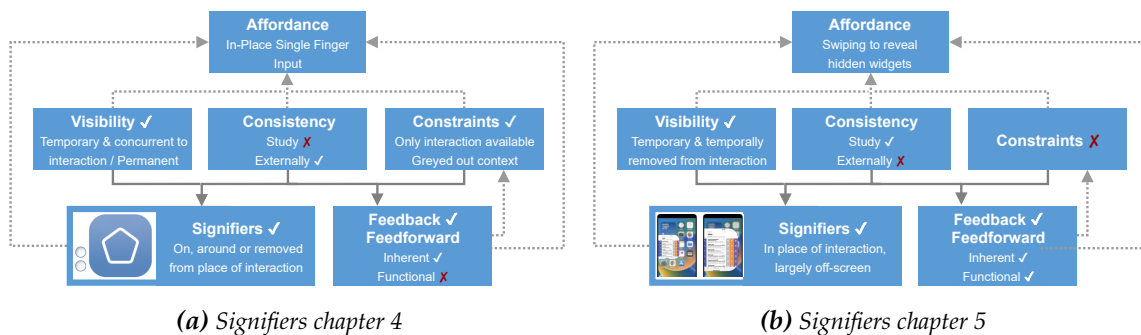 Affordance
In-Place Single Finger
Input
Visibility ✓
Temporary & concurrent to
interaction / Permanent
Consistency
Study ✗
Externally ✓
Constraints ✓
Only interaction available
Greyed out context
Signifiers ✓
On, around or removed
from place of interaction
Feedback ✓
Feedforward
Inherent ✓
Functional ✗
(a) Signifiers chapter 4
Affordance
Swiping to reveal
hidden widgets
Visibility ✓
Temporary & temporally
removed from interaction
Consistency
Study ✓
Externally ✗
Constraints ✗
Signifiers ✓
In place of interaction,
largely off-screen
Feedback ✓
Feedforward
Inherent ✓
Functional ✓
(b) Signifiers chapter 5